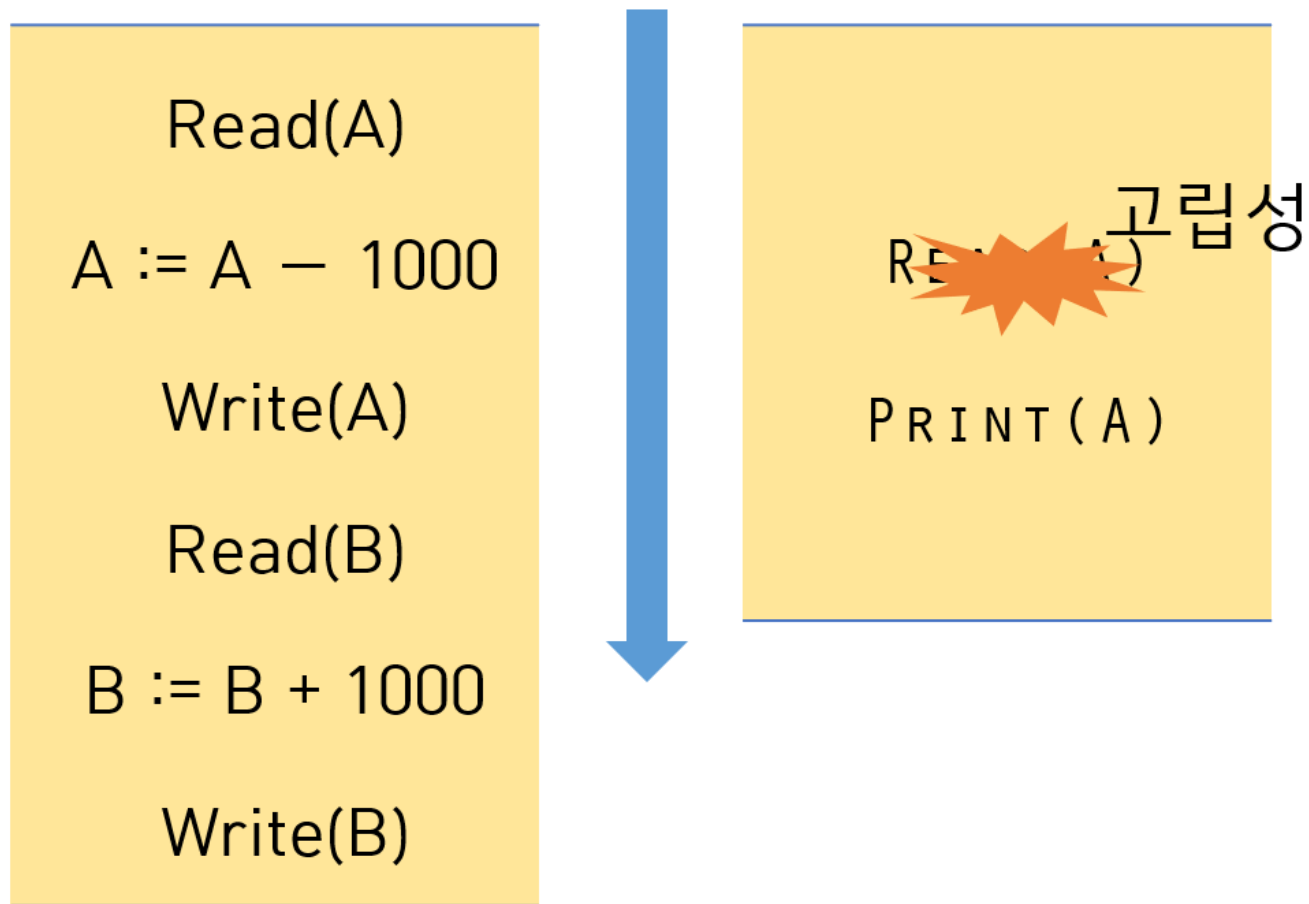 Read(A)
A := A – 1000
Write(A)
Read(B)
B := B + 1000
Write(B)
고립성
PRINT(A)